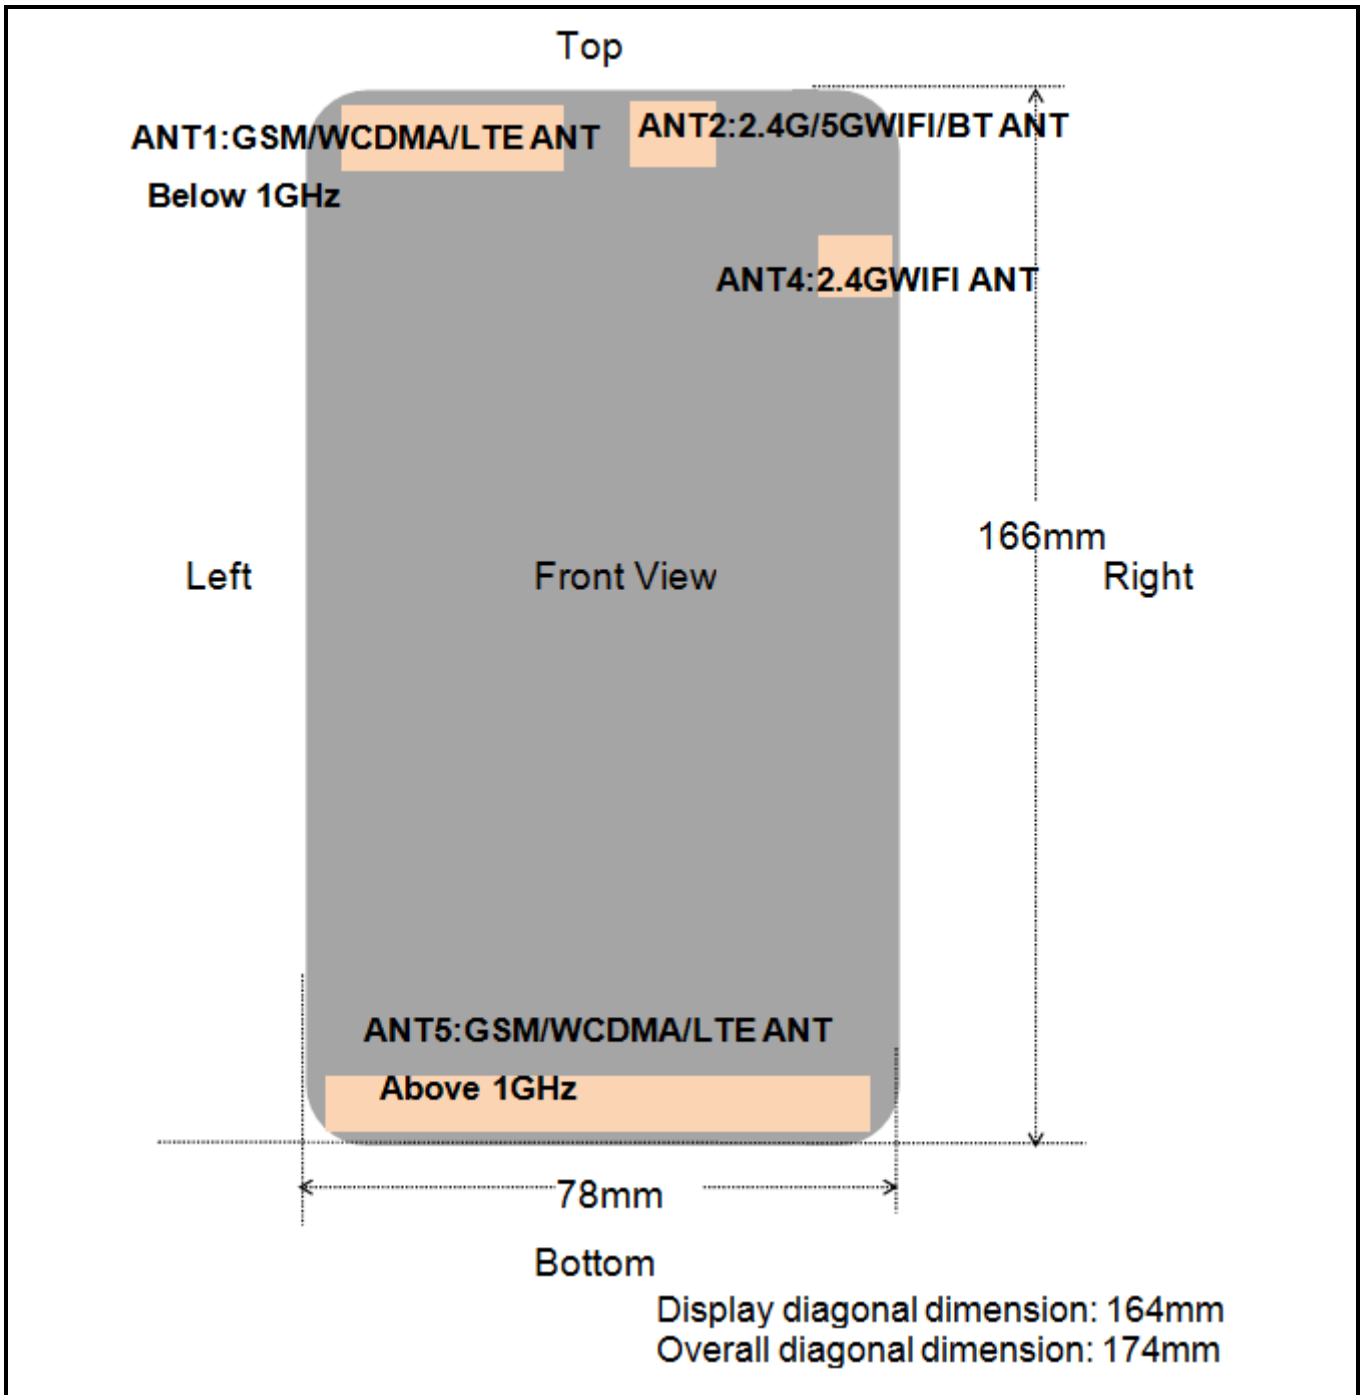 Top
ANT1:GSM/WCDMA/LTE ANT
Below 1GHz
ANT2:2.4G/5GWIFI/BT ANT
ANT4:2.4GWIFI ANT
166mm
Left
Front View
Right
ANT5:GSM/WCDMA/LTE ANT
Above 1GHz
78mm
Bottom
Display diagonal dimension: 164mm
Overall diagonal dimension: 174mm